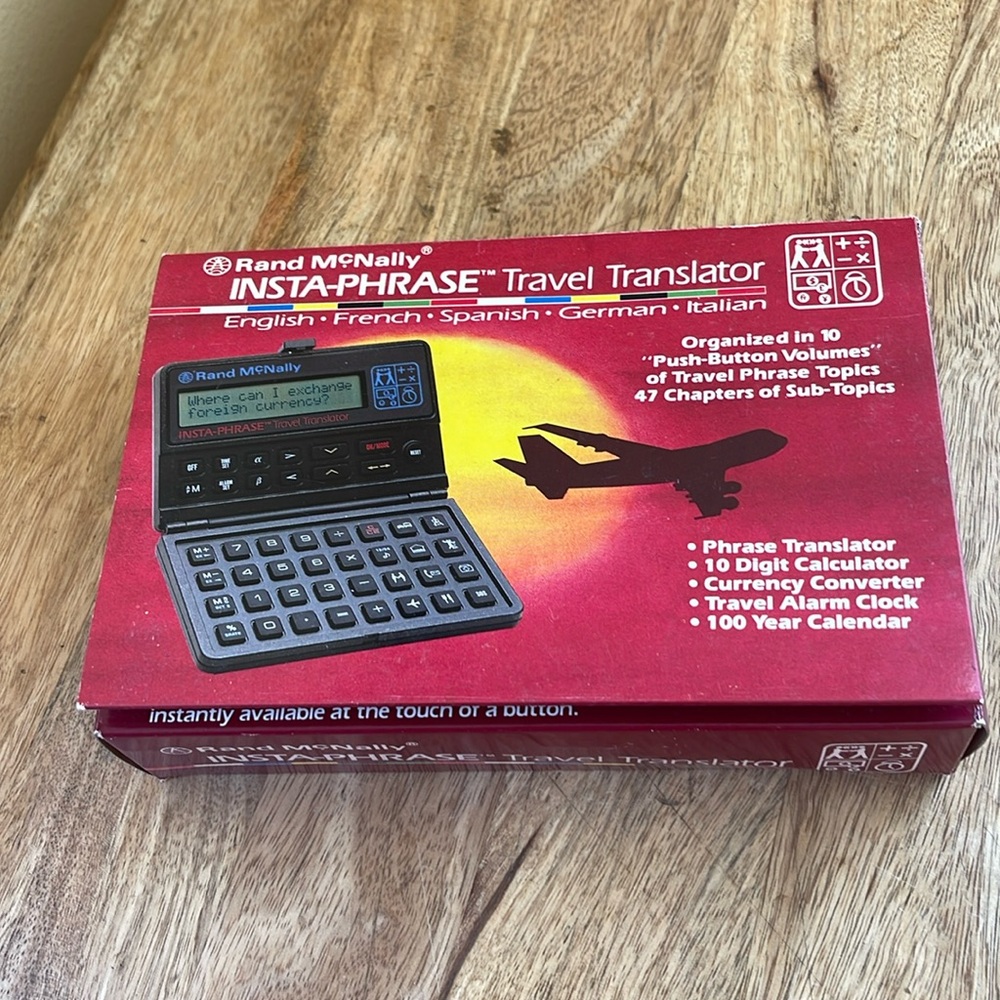 Rand McNally®
INSTA-PHRASE™ Travel Translator
English • French • Spanish • German • Italian
Organized in 10
"Push-Button Volumes"
of Travel Phrase Topics
47 Chapters of Sub-Topics
Rand McNally
Where can I exchange
foreign currency?
INSTA-PHRASE™ Travel Translator
OFF TIME SET α > ON/MODE RESET
M ALARM SET β <
M+ 7 8 9 ÷
M- 4 5 6 ×
1 2 3 −
% 0 • +
• Phrase Translator
• 10 Digit Calculator
• Currency Converter
• Travel Alarm Clock
• 100 Year Calendar
instantly available at the touch of a button.
Rand McNally®
INSTA-PHRASE™ Travel Translator